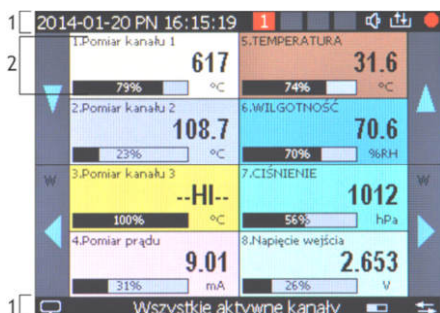 1 2014-01-20 PN 16:15:19 1
2
1.Pomiar kanału 1
617
79% °C
2.Pomiar kanału 2
108.7
23% °C
3.Pomiar kanału 3
--HI--
100% °C
4.Pomiar prądu
9.01
31% mA
5.TEMPERATURA
31.6
74% °C
6.WILGOTNOŚĆ
70.6
70% %RH
7.CIŚNIENIE
1012
56% hPa
8.Napięcie wejścia
2.653
26% V
W
W
1 Wszystkie aktywne kanały